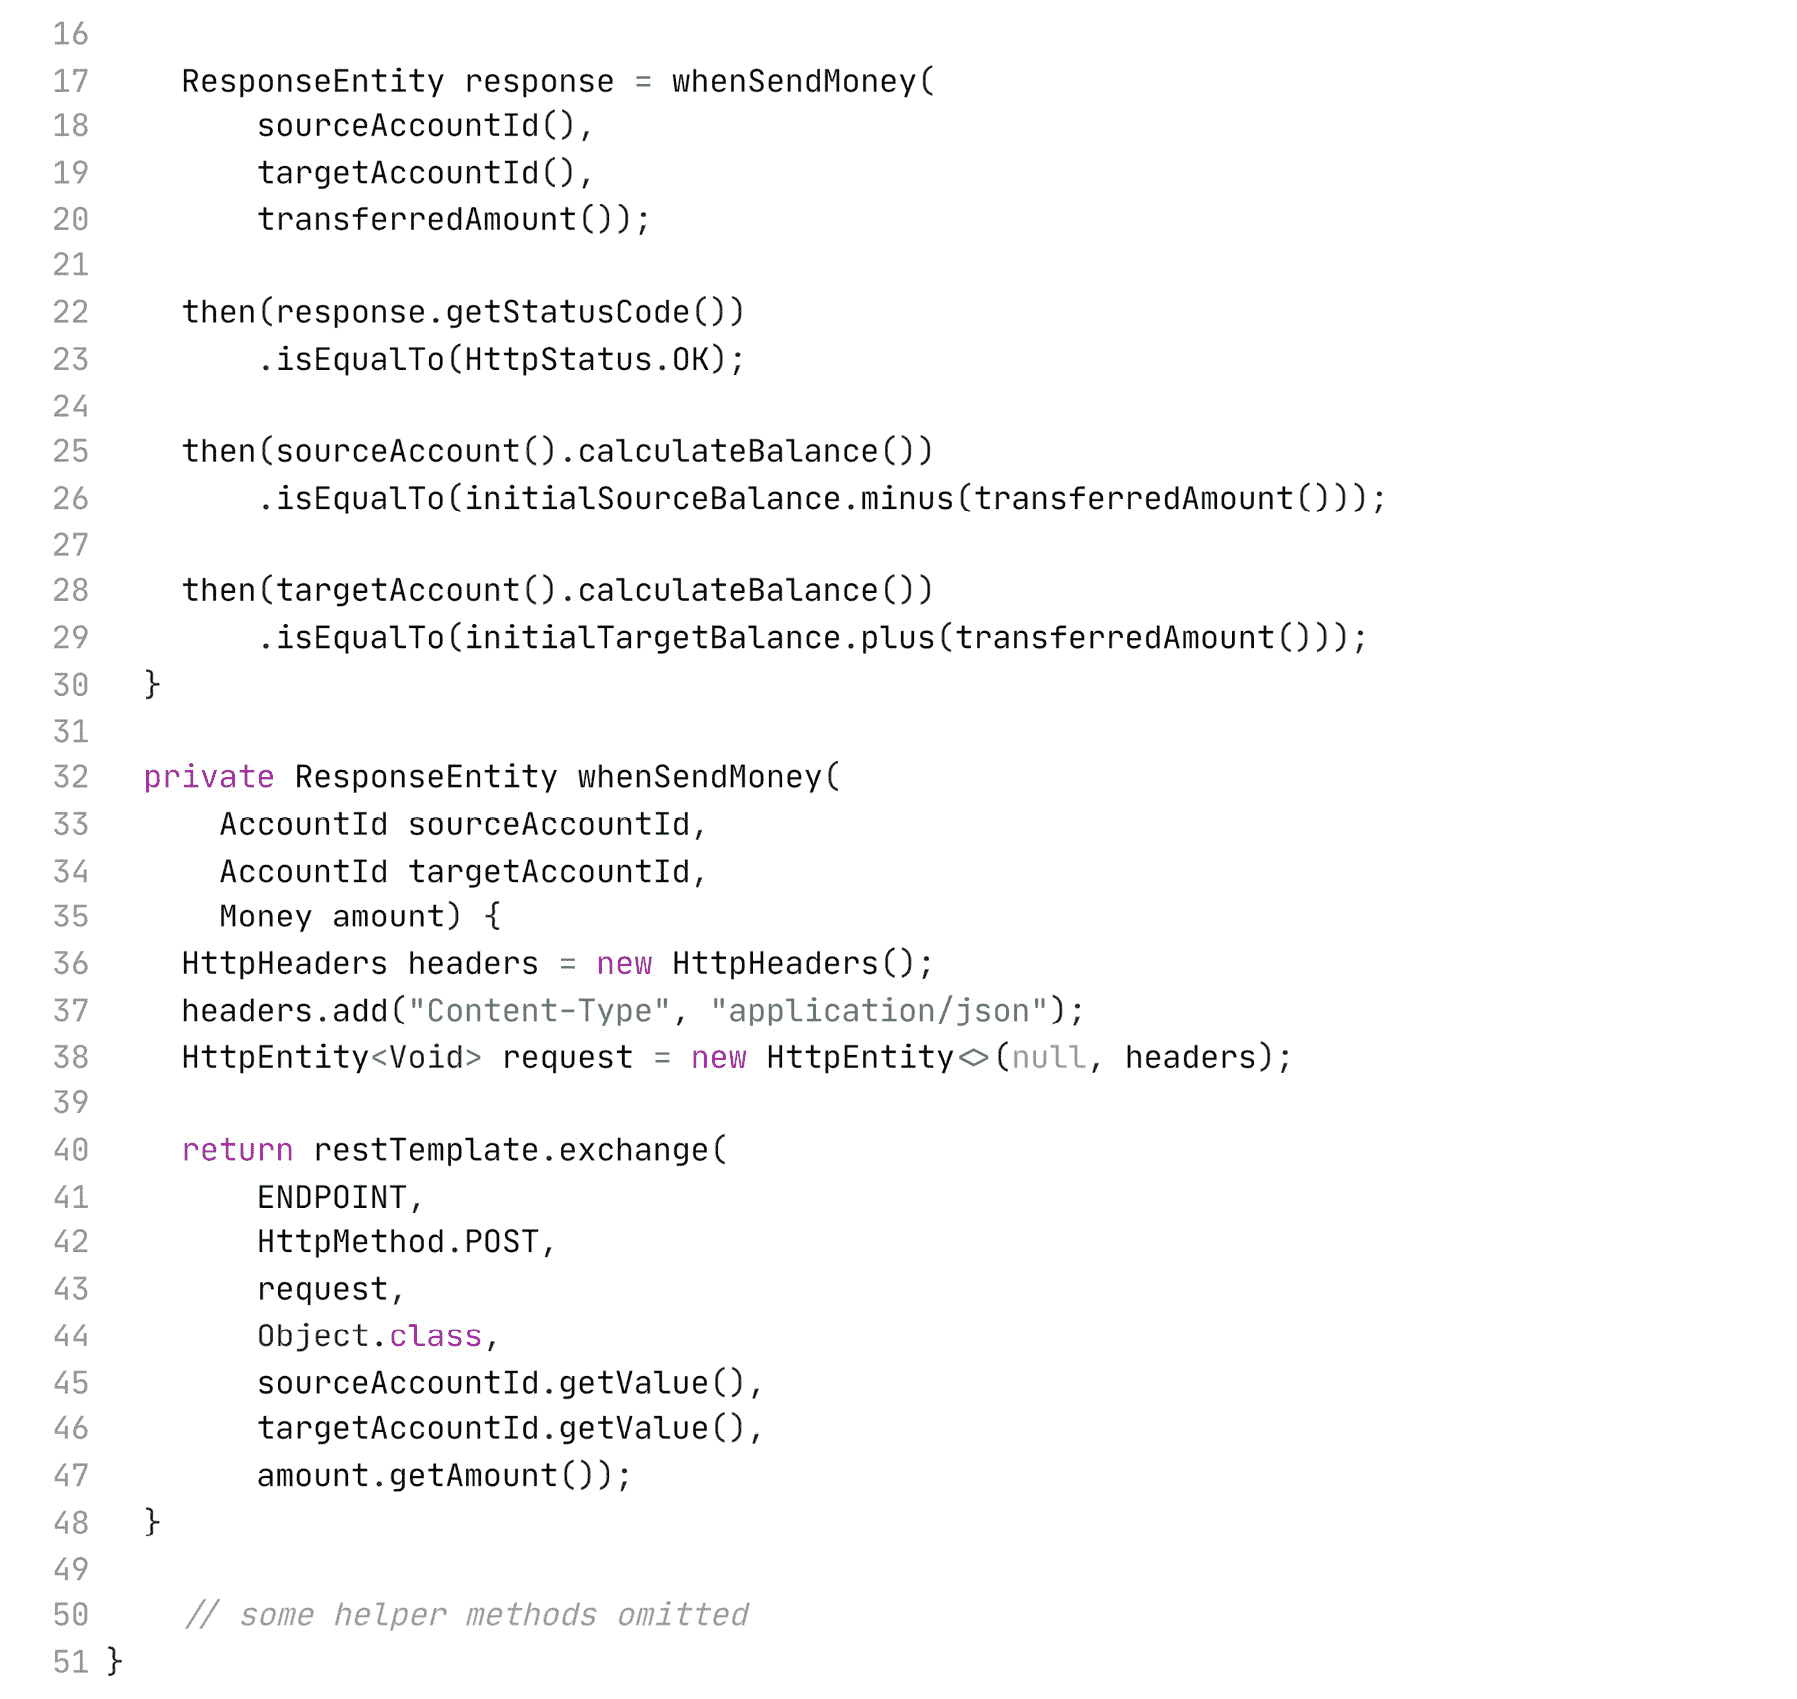 16
17 ResponseEntity response = whenSendMoney(
18 sourceAccountId(),
19 targetAccountId(),
20 transferredAmount());
21
22 then(response.getStatusCode())
23 .isEqualTo(HttpStatus.OK);
24
25 then(sourceAccount().calculateBalance())
26 .isEqualTo(initialSourceBalance.minus(transferredAmount()));
27
28 then(targetAccount().calculateBalance())
29 .isEqualTo(initialTargetBalance.plus(transferredAmount()));
30 }
31
32 private ResponseEntity whenSendMoney(
33 AccountId sourceAccountId,
34 AccountId targetAccountId,
35 Money amount) {
36 HttpHeaders headers = new HttpHeaders();
37 headers.add("Content-Type", "application/json");
38 HttpEntity<Void> request = new HttpEntity<>(null, headers);
39
40 return restTemplate.exchange(
41 ENDPOINT,
42 HttpMethod.POST,
43 request,
44 Object.class,
45 sourceAccountId.getValue(),
46 targetAccountId.getValue(),
47 amount.getAmount());
48 }
49
50 // some helper methods omitted
51 }